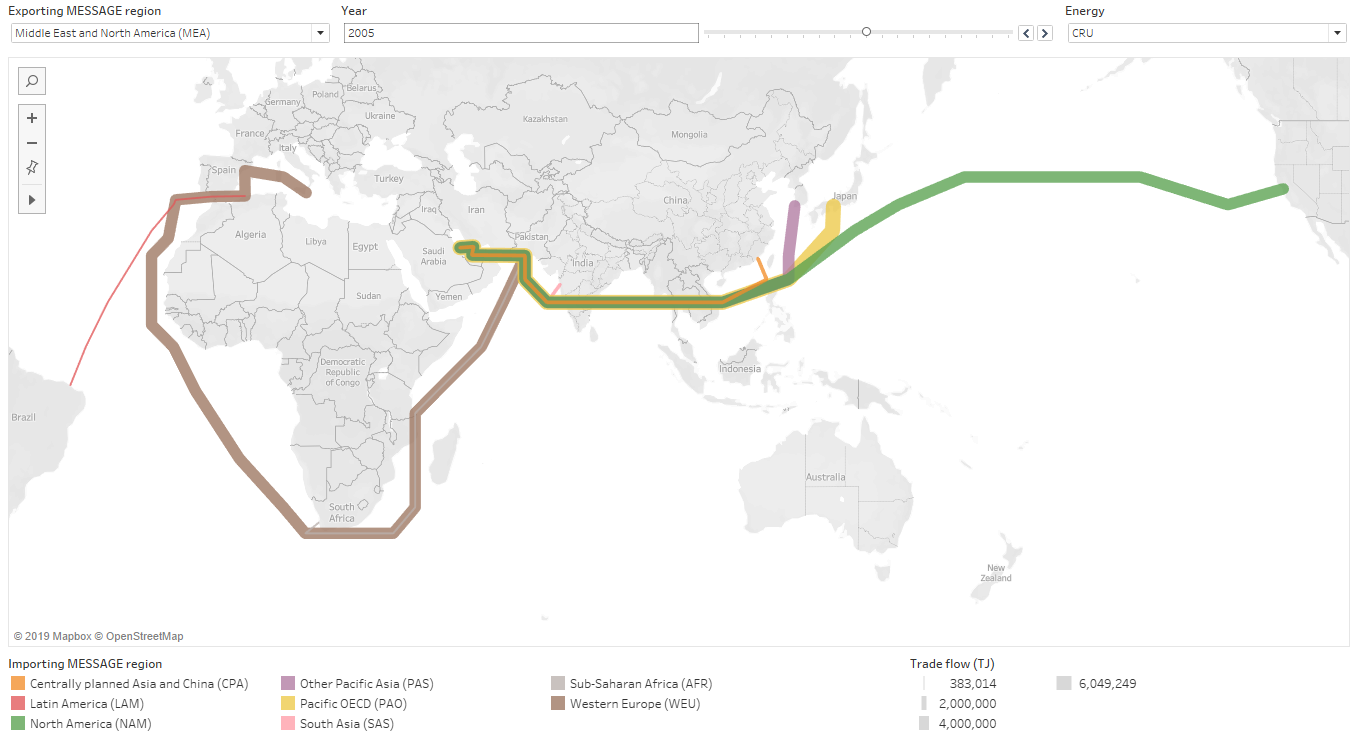 Exporting MESSAGE region Year Energy
Middle East and North America (MEA) 2005 CRU
Poland Belarus
Germany
Ukraine
Kazakhstan
France
Mongolia
Italy
Spain
Turkey
China
Japan
Iraq Iran
Algeria
Libya Egypt
Pakistan
Saudi
Arabia
India
Sudan
Yemen
Democratic
Republic
of Congo
Indonesia
Brazil
Australia
South
Africa
New
Zealand
© 2019 Mapbox © OpenStreetMap
Importing MESSAGE region Trade flow (TJ)
Centrally planned Asia and China (CPA) Other Pacific Asia (PAS) Sub-Saharan Africa (AFR) 383,014 6,049,249
Latin America (LAM) Pacific OECD (PAO) Western Europe (WEU) 2,000,000
North America (NAM) South Asia (SAS) 4,000,000